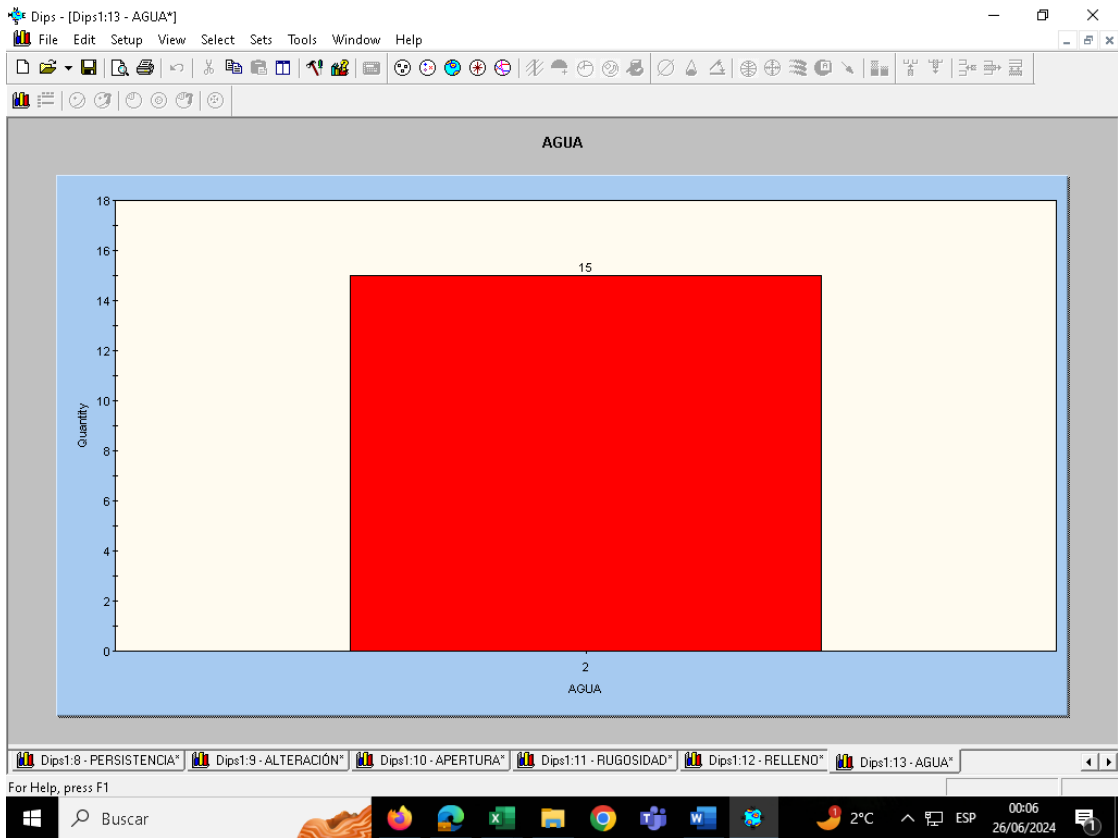 Dips - [Dips1:13 - AGUA*]
File Edit Setup View Select Sets Tools Window Help
AGUA
18
16
14
12
10
8
6
4
2
0
Quantity
15
2
AGUA
Dips1:8 - PERSISTENCIA* Dips1:9 - ALTERACIÓN* Dips1:10 - APERTURA* Dips1:11 - RUGOSIDAD* Dips1:12 - RELLENO* Dips1:13 - AGUA*
For Help, press F1
Buscar 2°C ESP 00:06
26/06/2024